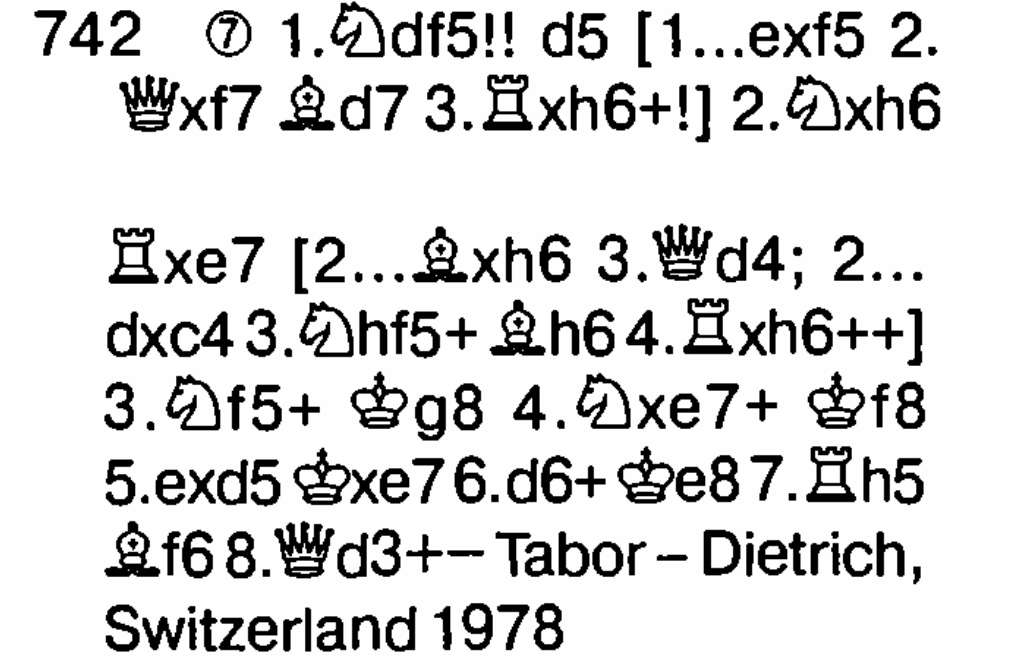 742 ⑦ 1.♘df5!! d5 [1...exf5 2.
♕xf7 ♗d7 3.♖xh6+!] 2.♘xh6
♖xe7 [2...♗xh6 3.♕d4; 2...
dxc4 3.♘hf5+ ♗h6 4.♖xh6++]
3.♘f5+ ♔g8 4.♘xe7+ ♔f8
5.exd5 ♔xe7 6.d6+ ♔e8 7.♖h5
♗f6 8.♕d3+– Tabor – Dietrich,
Switzerland 1978